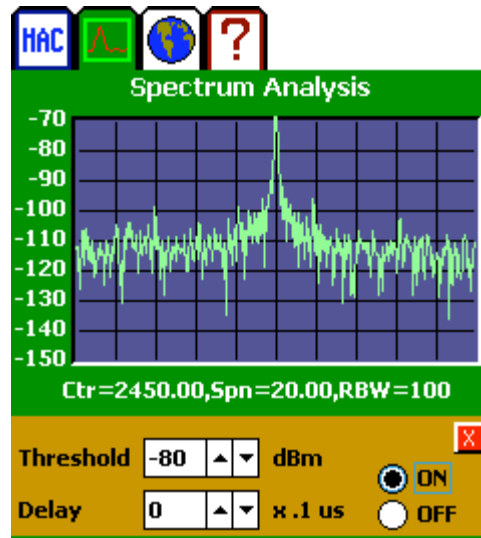 HAC
?
Spectrum Analysis
-70
-80
-90
-100
-110
-120
-130
-140
-150
Ctr=2450.00,Spn=20.00,RBW=100
X
Threshold -80 dBm
ON
Delay 0 x .1 us
OFF